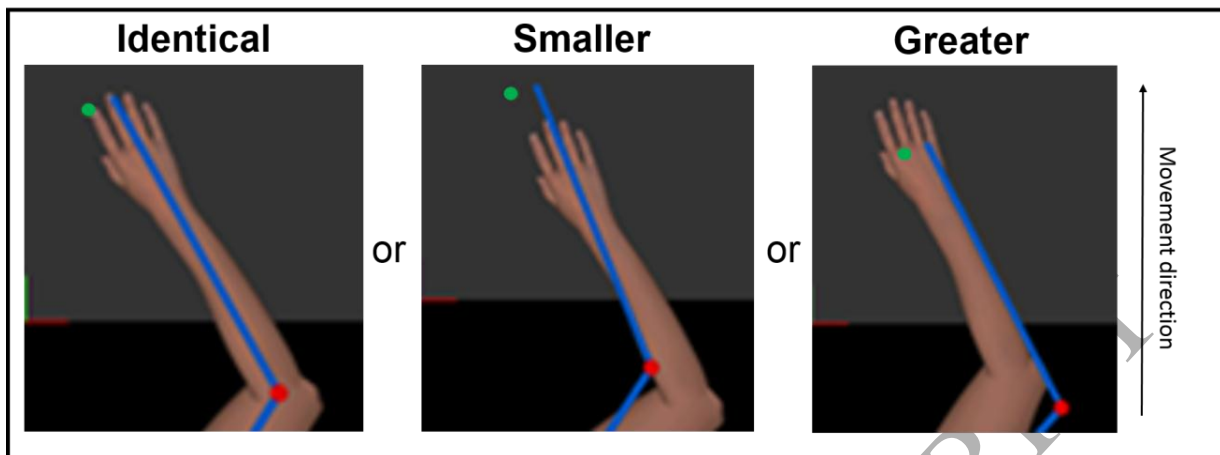 Identical
Smaller
Greater
or
or
Movement direction